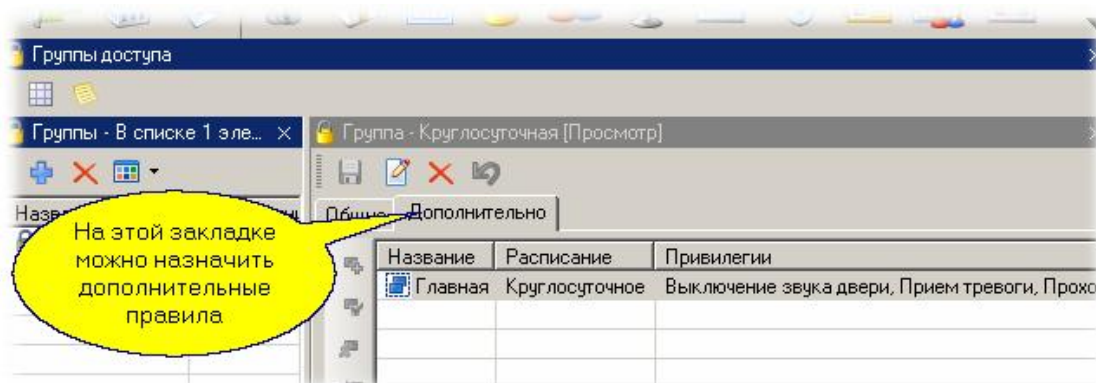 Группы доступа
Группы - В списке 1 эле...
Группа - Круглосуточная [Просмотр]
Общие Дополнительно
На этой закладке
можно назначить
дополнительные
правила
Название Расписание Привилегии
Главная Круглосуточное Выключение звука двери, Прием тревоги, Прохо